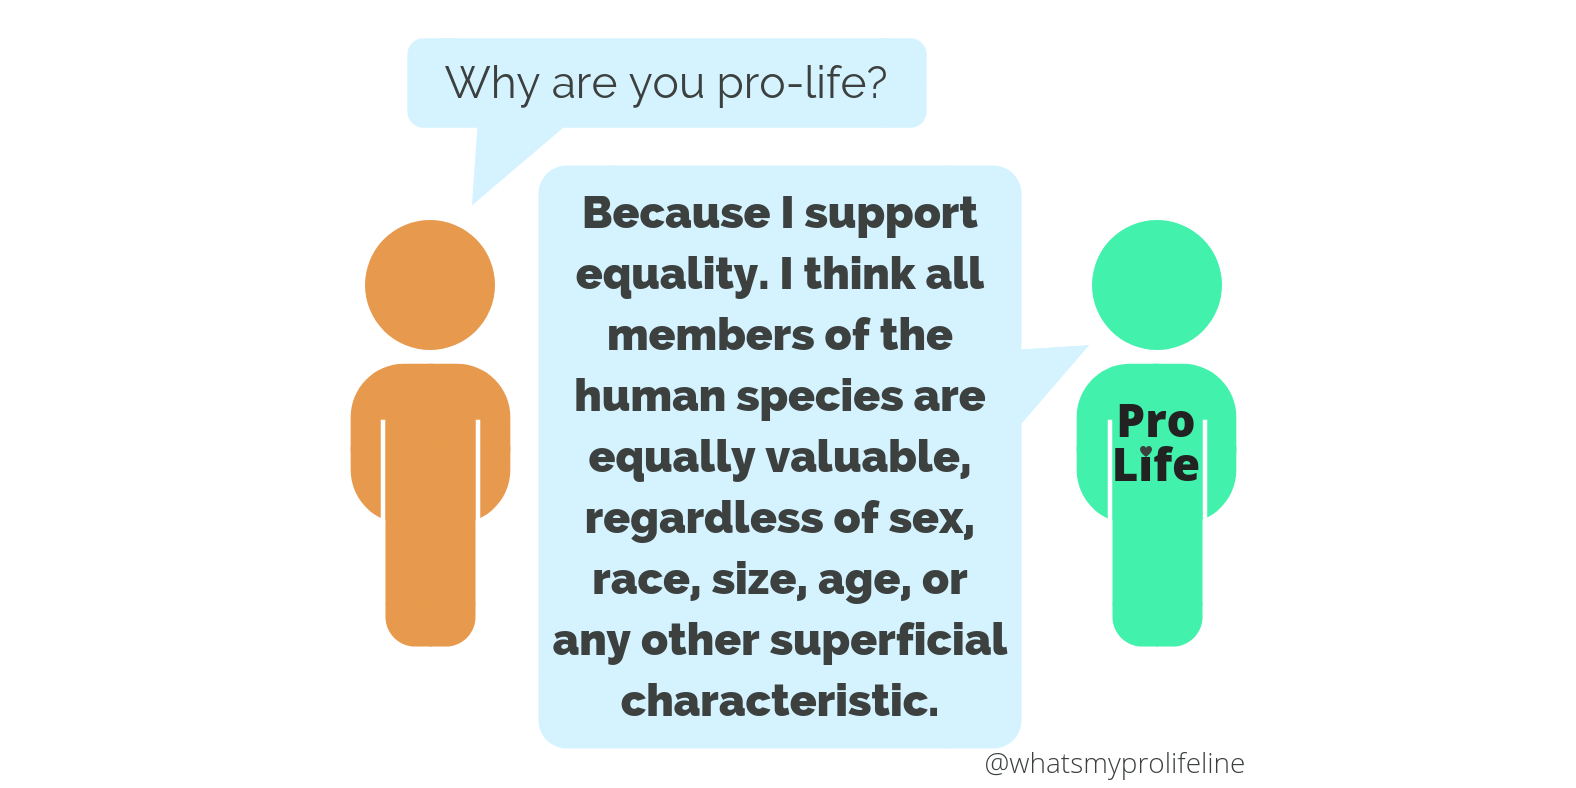 Why are you pro-life?
Because I support
equality. I think all
members of the
human species are
equally valuable,
regardless of sex,
race, size, age, or
any other superficial
characteristic.
Pro
Life
@whatsmyprolifeline